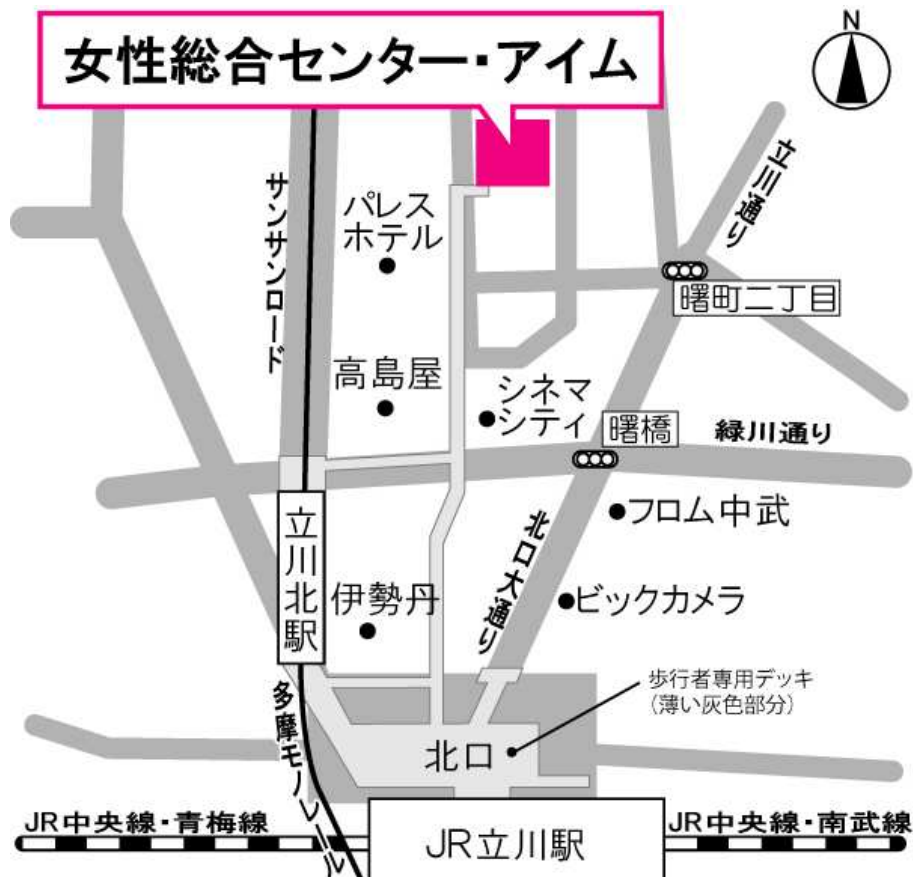 女性総合センター・アイム
N
立川通り
サンサンロード
パレス
ホテル
曙町二丁目
高島屋
シネマ
シティ
曙橋
緑川通り
フロム中武
立川北駅
北口大通り
伊勢丹
ビックカメラ
歩行者専用デッキ
(薄い灰色部分)
多摩モノレール
北口
JR中央線・青梅線
JR立川駅
JR中央線・南武線